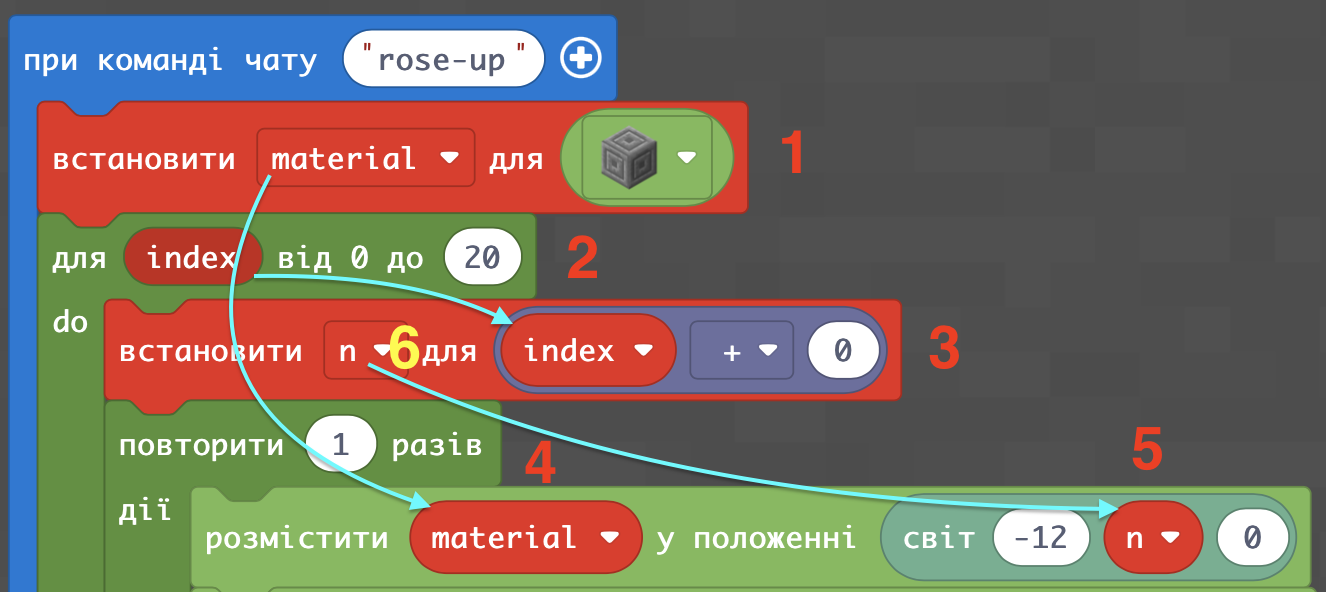 при команді чату "rose-up"
встановити material для 1
для index від 0 до 20 2
do
встановити n 6 для index + 0 3
повторити 1 разів 4 5
дії
розмістити material у положенні світ -12 n 0